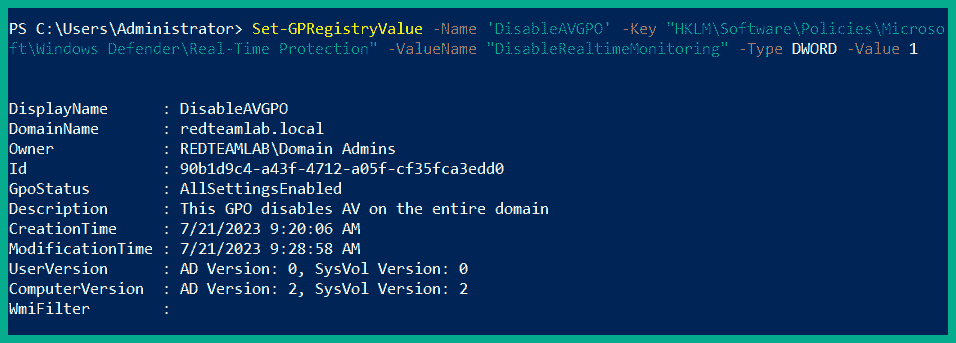 PS C:\Users\Administrator> Set-GPRegistryValue -Name 'DisableAVGPO' -Key "HKLM\Software\Policies\Microso
ft\Windows Defender\Real-Time Protection" -ValueName "DisableRealtimeMonitoring" -Type DWORD -Value 1
DisplayName : DisableAVGPO
DomainName : redteamlab.local
Owner : REDTEAMLAB\Domain Admins
Id : 90b1d9c4-a43f-4712-a05f-cf35fca3edd0
GpoStatus : AllSettingsEnabled
Description : This GPO disables AV on the entire domain
CreationTime : 7/21/2023 9:20:06 AM
ModificationTime : 7/21/2023 9:28:58 AM
UserVersion : AD Version: 0, SysVol Version: 0
ComputerVersion : AD Version: 2, SysVol Version: 2
WmiFilter :